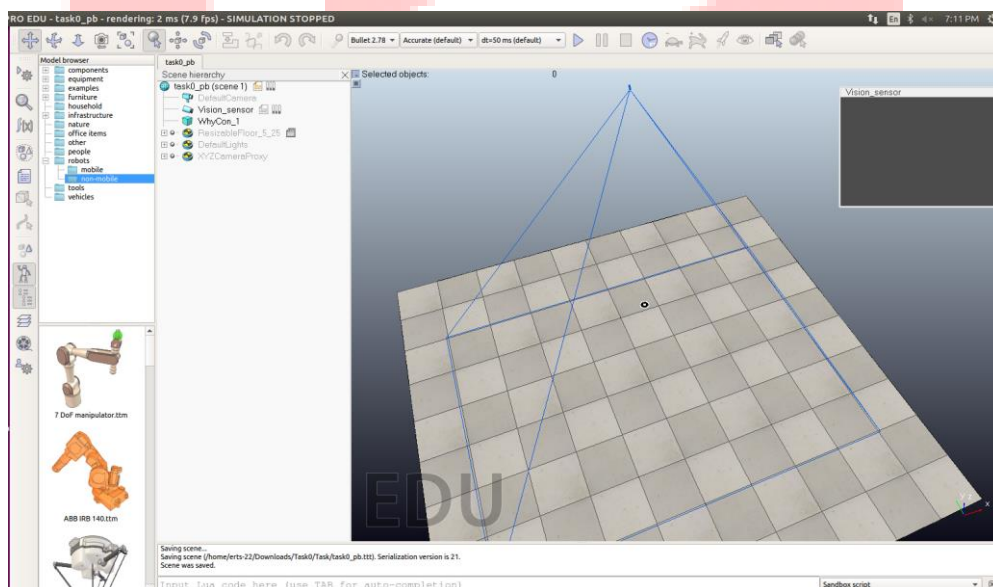 PRO EDU - task0_pb - rendering: 2 ms (7.9 fps) - SIMULATION STOPPED
En
7:11 PM
Bullet 2.78
Accurate (default)
dt=50 ms (default)
Model browser
components
equipment
examples
furniture
household
infrastructure
nature
office items
other
people
robots
mobile
non-mobile
tools
vehicles
7 DoF manipulator.ttm
ABB IRB 140.ttm
task0_pb
Scene hierarchy
task0_pb (scene 1)
DefaultCamera
Vision_sensor
WhyCon_1
ResizableFloor_5_25
DefaultLights
XYZCameraProxy
Selected objects:
0
Vision_sensor
f(x)
EDU
x
Saving scene...
Saving scene (/home/erts-22/Downloads/Task0/Task/task0_pb.ttt). Serialization version is 21.
Scene was saved.
Input Lua code here (use TAB for auto-completion)
Sandbox script